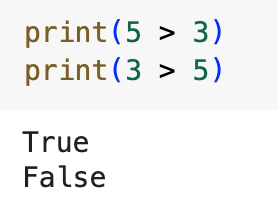 print(5 > 3)
print(3 > 5)
True
False